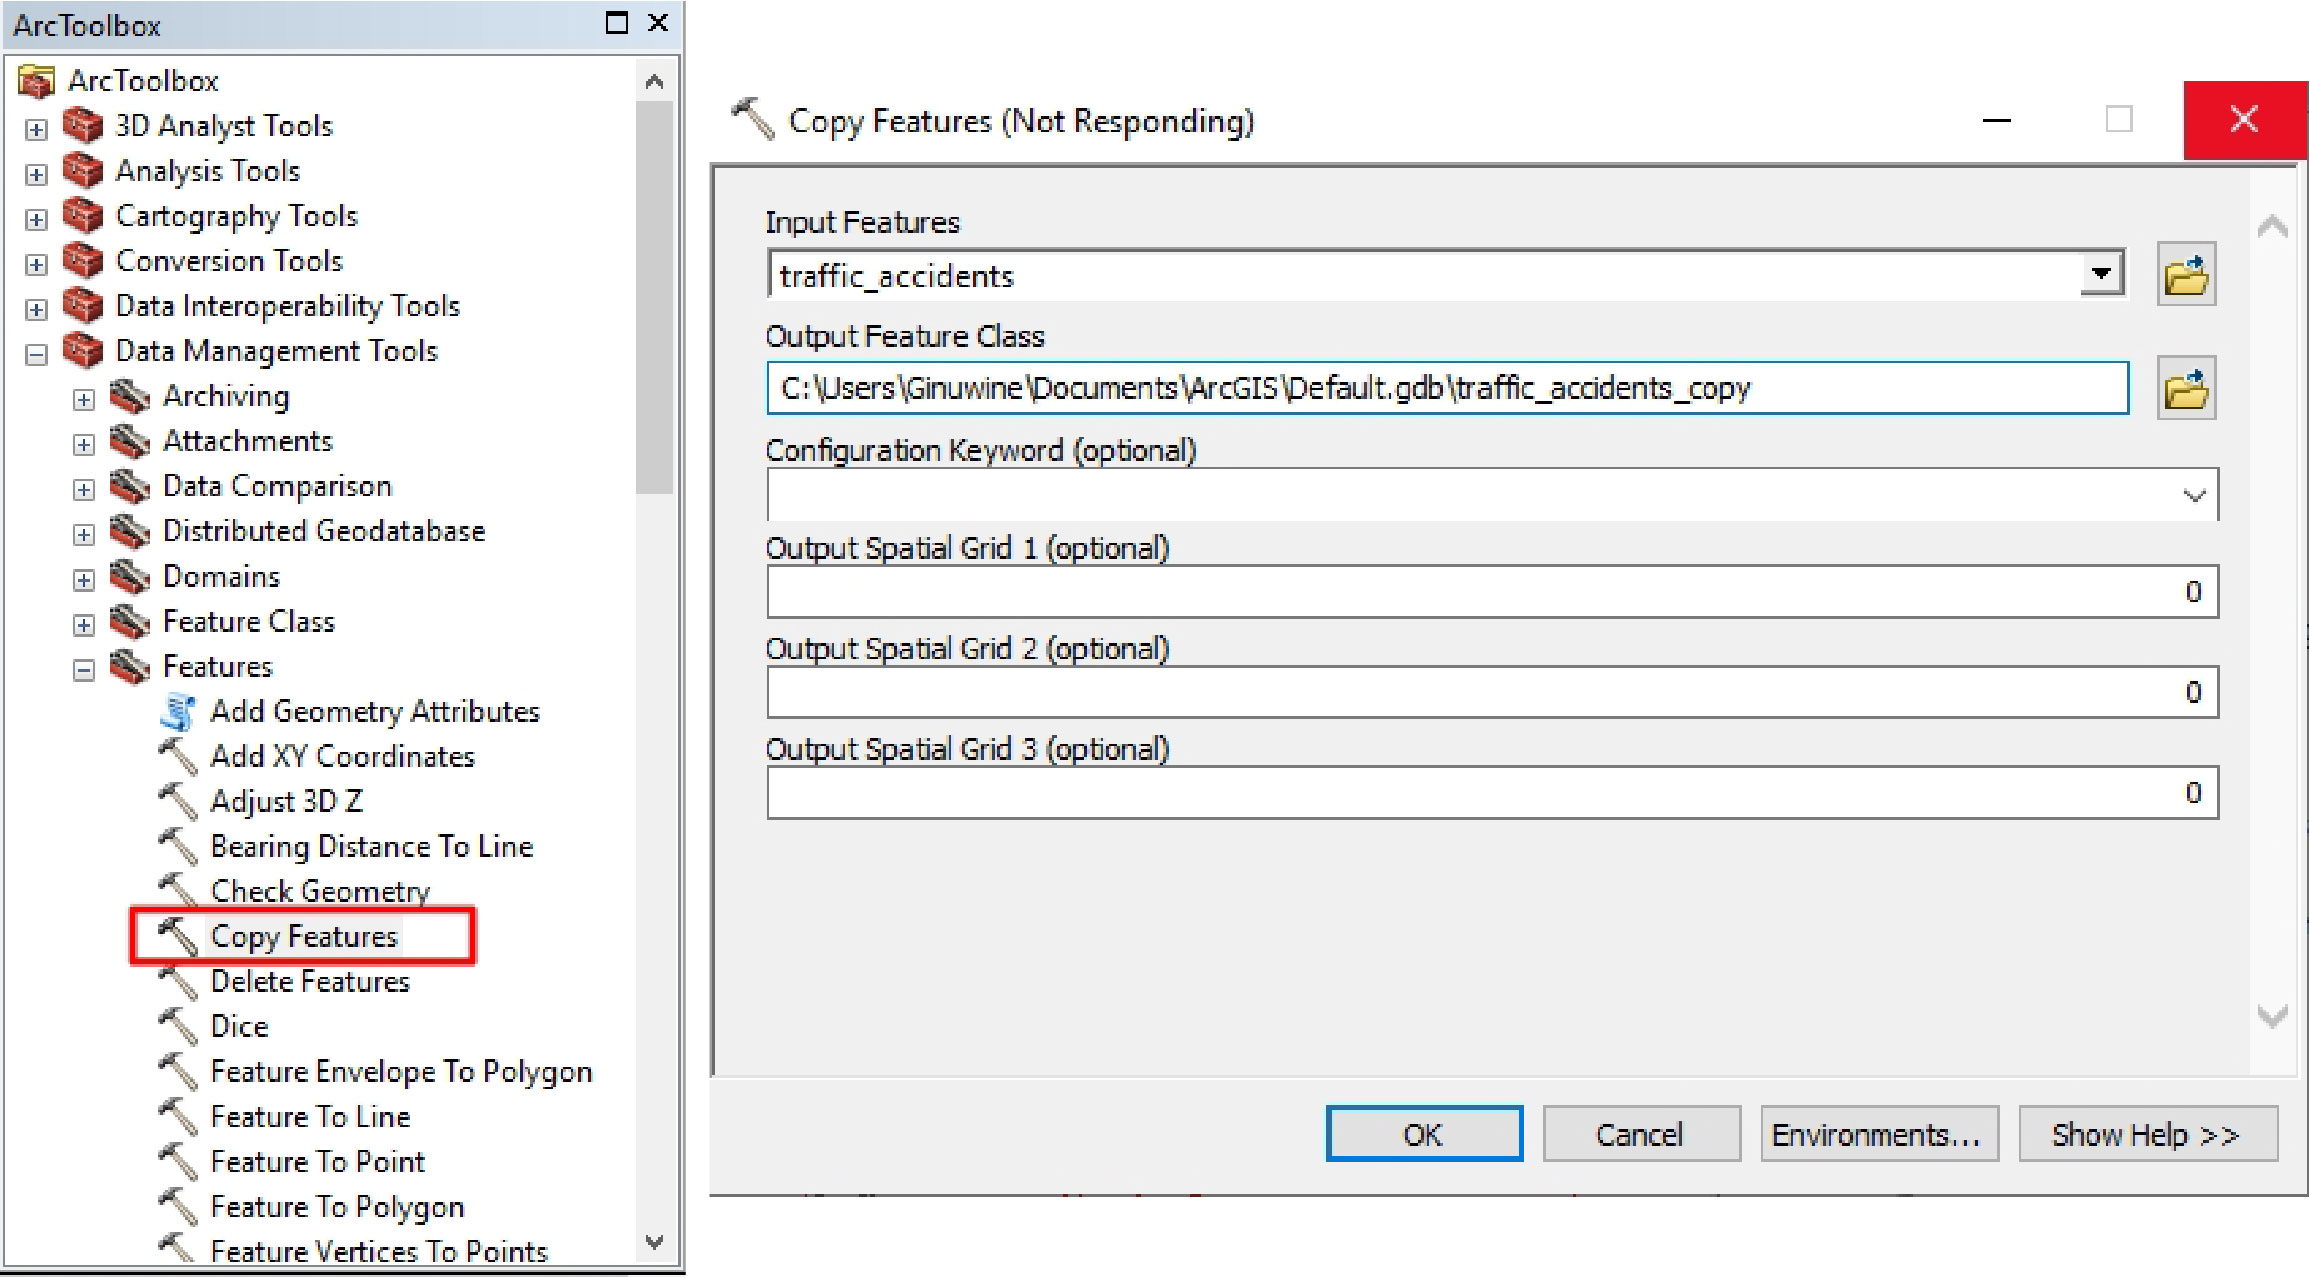 ArcToolbox
ArcToolbox
3D Analyst Tools
Analysis Tools
Cartography Tools
Conversion Tools
Data Interoperability Tools
Data Management Tools
Archiving
Attachments
Data Comparison
Distributed Geodatabase
Domains
Feature Class
Features
Add Geometry Attributes
Add XY Coordinates
Adjust 3D Z
Bearing Distance To Line
Check Geometry
Copy Features
Delete Features
Dice
Feature Envelope To Polygon
Feature To Line
Feature To Point
Feature To Polygon
Feature Vertices To Points
Copy Features (Not Responding)
Input Features
traffic_accidents
Output Feature Class
C:\Users\Ginuwine\Documents\ArcGIS\Default.gdb\traffic_accidents_copy
Configuration Keyword (optional)
Output Spatial Grid 1 (optional)
0
Output Spatial Grid 2 (optional)
0
Output Spatial Grid 3 (optional)
0
OK Cancel Environments... Show Help >>